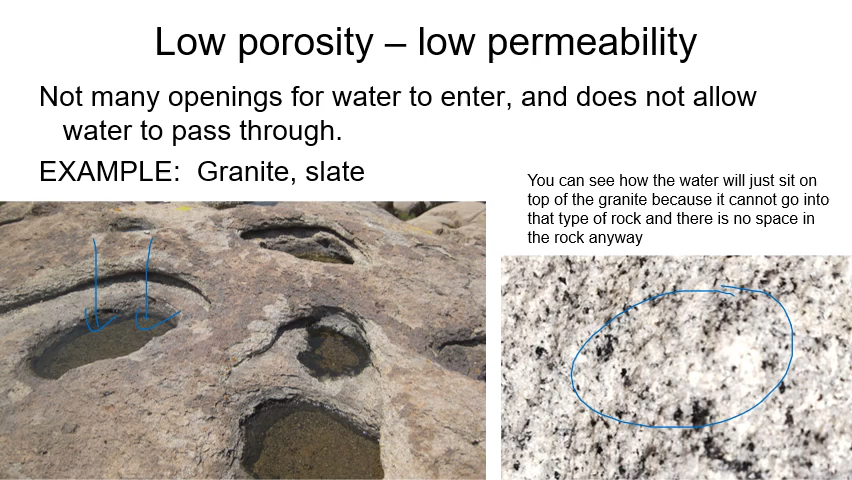 Low porosity – low permeability
Not many openings for water to enter, and does not allow
water to pass through.
EXAMPLE:  Granite, slate
You can see how the water will just sit on
top of the granite because it cannot go into
that type of rock and there is no space in
the rock anyway